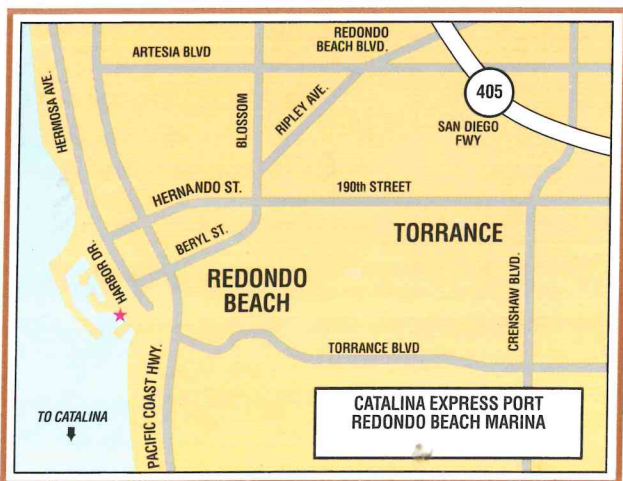 REDONDO
BEACH BLVD.
ARTESIA BLVD
HERMOSA AVE.
BLOSSOM
RIPLEY AVE.
405
SAN DIEGO
FWY
HERNANDO ST.
190th STREET
BERYL ST.
TORRANCE
HARBOR DR.
REDONDO
BEACH
CRENSHAW BLVD.
TORRANCE BLVD
PACIFIC COAST HWY.
TO CATALINA
CATALINA EXPRESS PORT
REDONDO BEACH MARINA